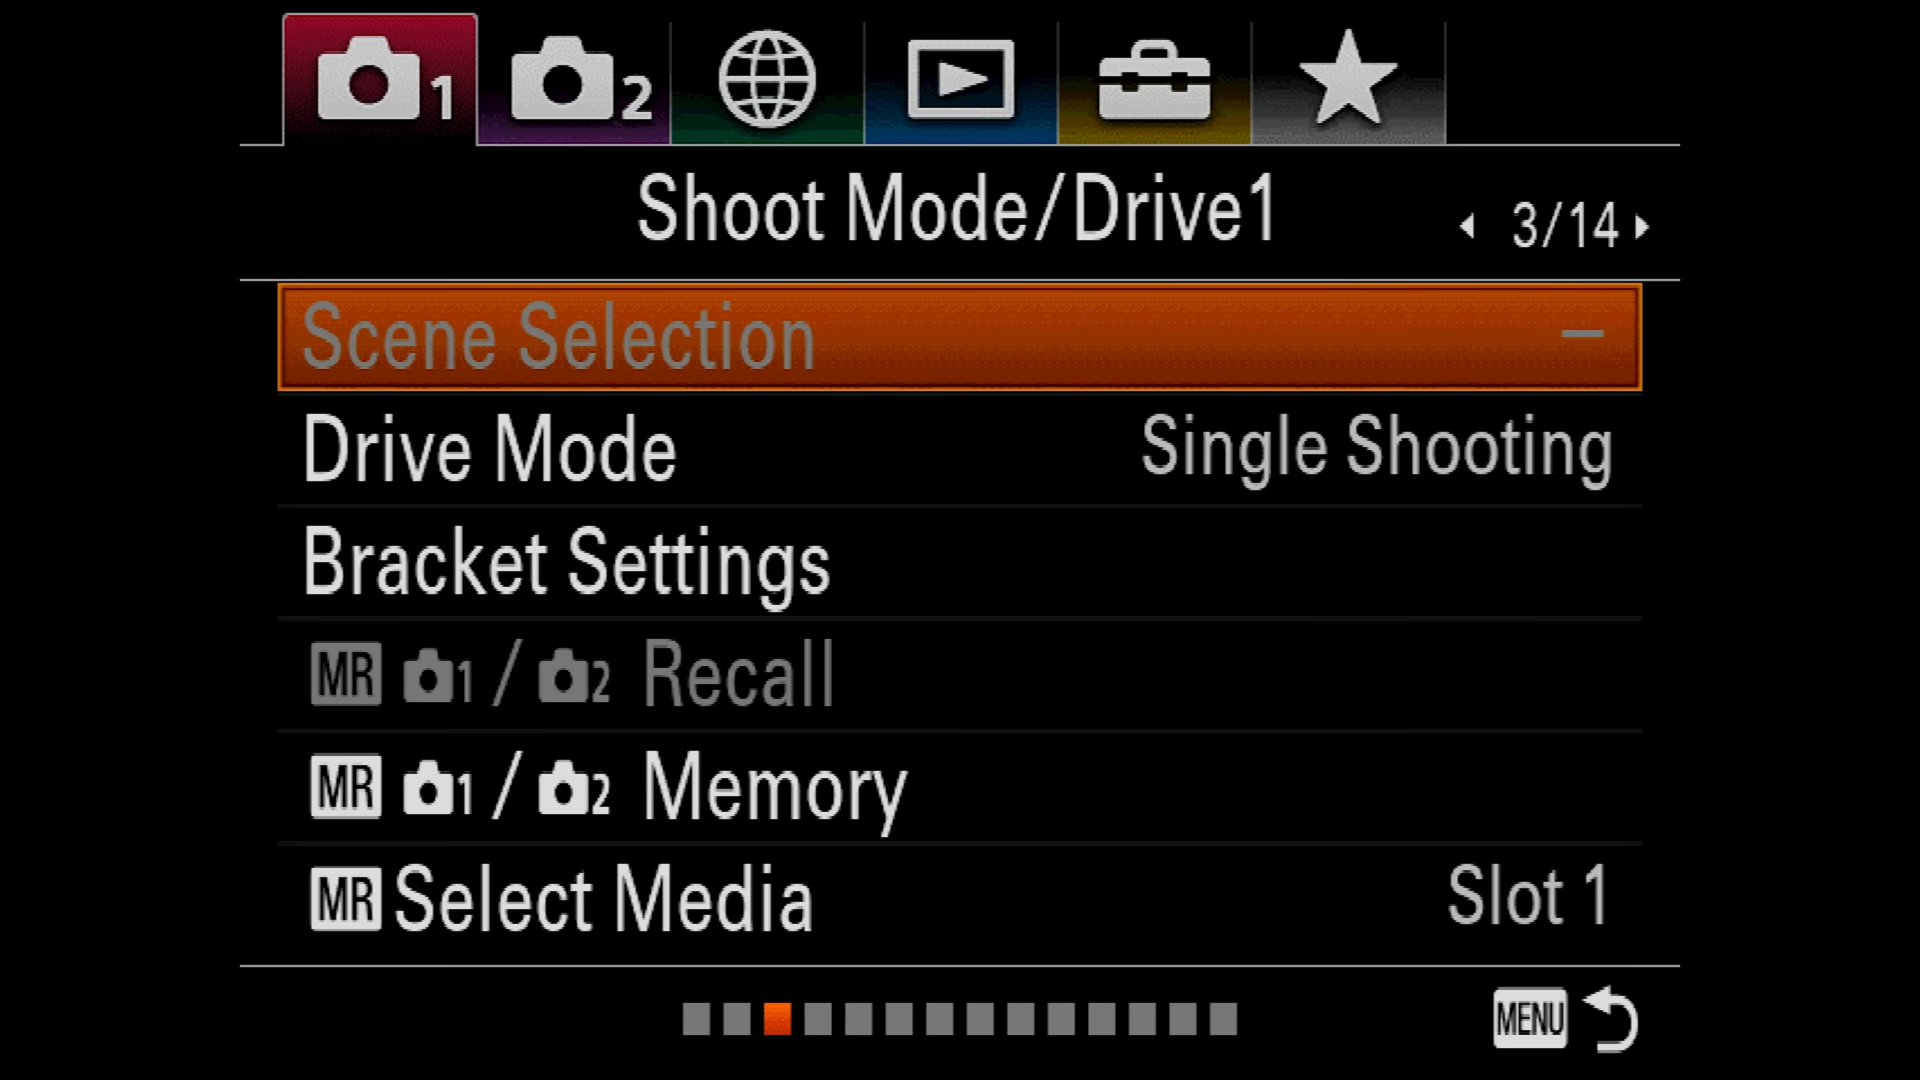 1 2
Shoot Mode/Drive1 3/14
Scene Selection –
Drive Mode Single Shooting
Bracket Settings
MR 1 / 2 Recall
MR 1 / 2 Memory
MR Select Media Slot 1
MENU